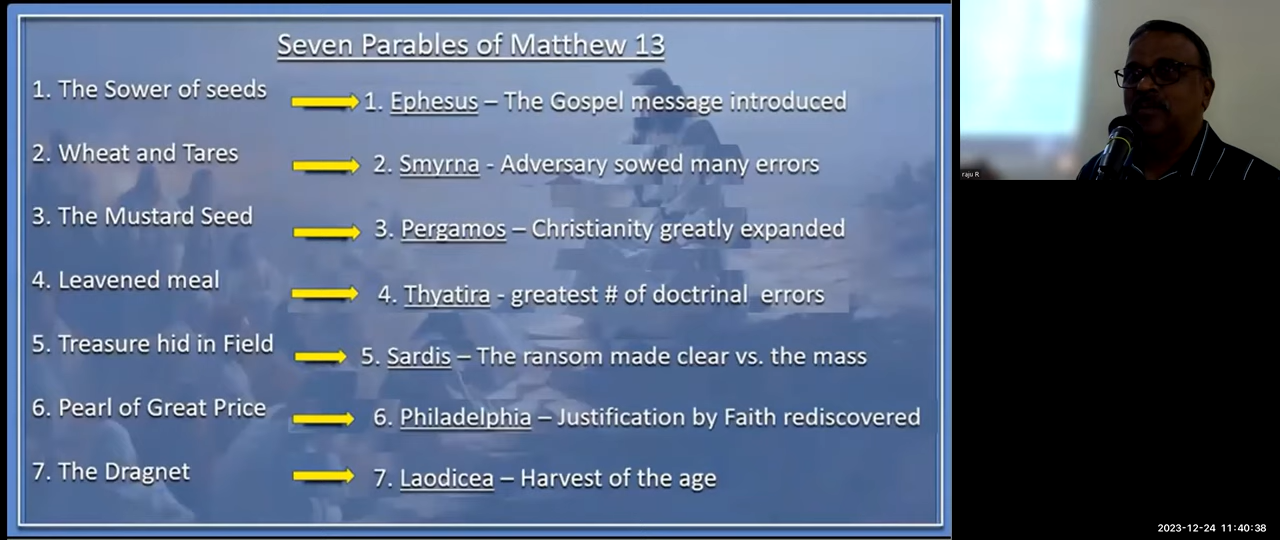 Seven Parables of Matthew 13
1. The Sower of seeds
1. Ephesus – The Gospel message introduced
2. Wheat and Tares
2. Smyrna - Adversary sowed many errors
3. The Mustard Seed
3. Pergamos – Christianity greatly expanded
4. Leavened meal
4. Thyatira - greatest # of doctrinal errors
5. Treasure hid in Field
5. Sardis – The ransom made clear vs. the mass
6. Pearl of Great Price
6. Philadelphia – Justification by Faith rediscovered
7. The Dragnet
7. Laodicea – Harvest of the age
raju R
2023-12-24 11:40:38